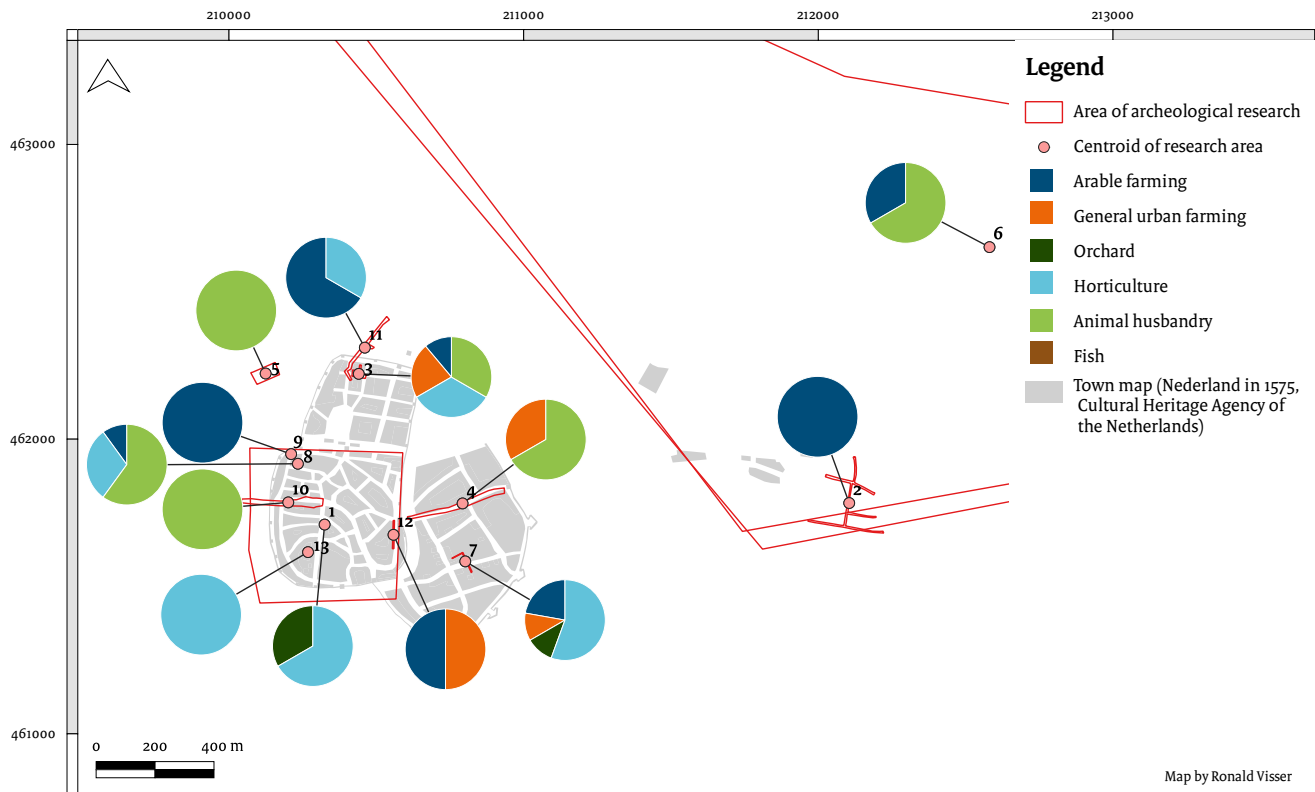 210000
211000
212000
213000
463000
462000
461000
Legend
Area of archeological research
Centroid of research area
Arable farming
General urban farming
Orchard
Horticulture
Animal husbandry
Fish
Town map (Nederland in 1575,
Cultural Heritage Agency of
the Netherlands)
6
11
5
3
9
8
10
4
2
1
12
13
7
0
200
400 m
Map by Ronald Visser